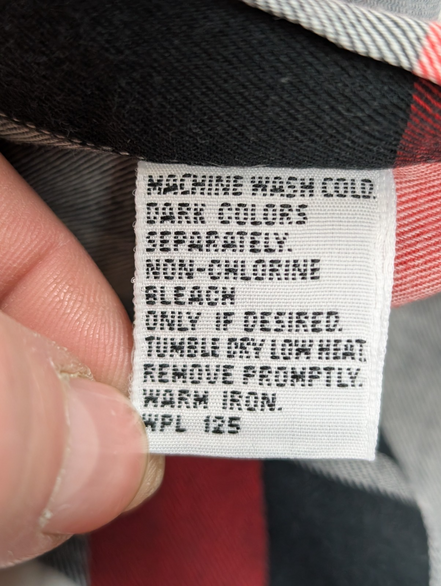 MACHINE WASH COLD.
DARK COLORS
SEPARATELY.
NON-CHLORINE
BLEACH
ONLY IF DESIRED.
TUMBLE DRY LOW HEAT.
REMOVE PROMPTLY.
WARM IRON.
WPL 125